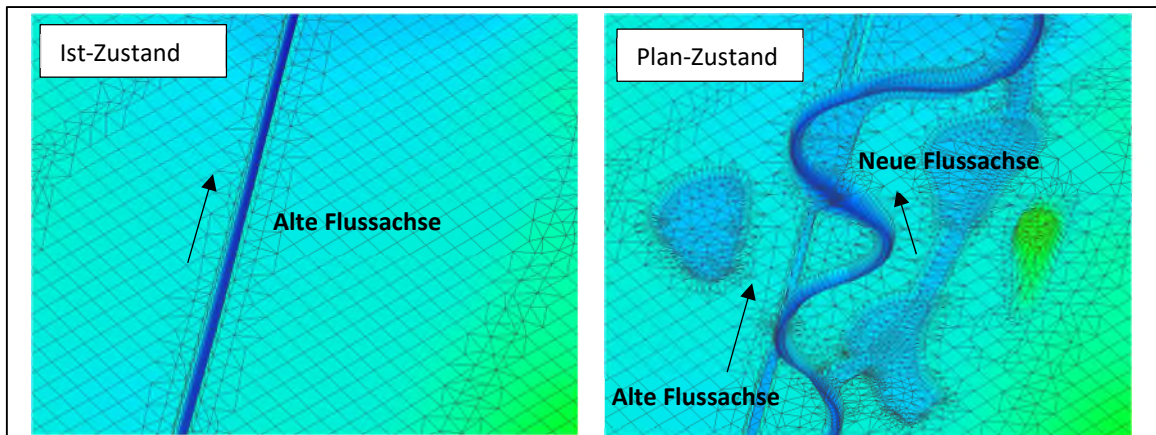 Ist-Zustand
Alte Flussachse
Plan-Zustand
Neue Flussachse
Alte Flussachse